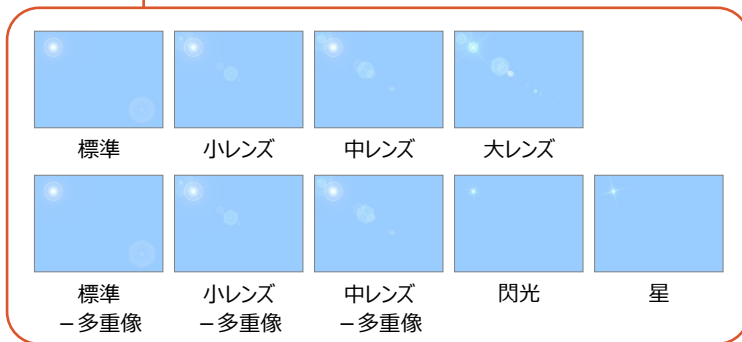 標準
小レンズ
中レンズ
大レンズ
標準
－多重像
小レンズ
－多重像
中レンズ
－多重像
閃光
星